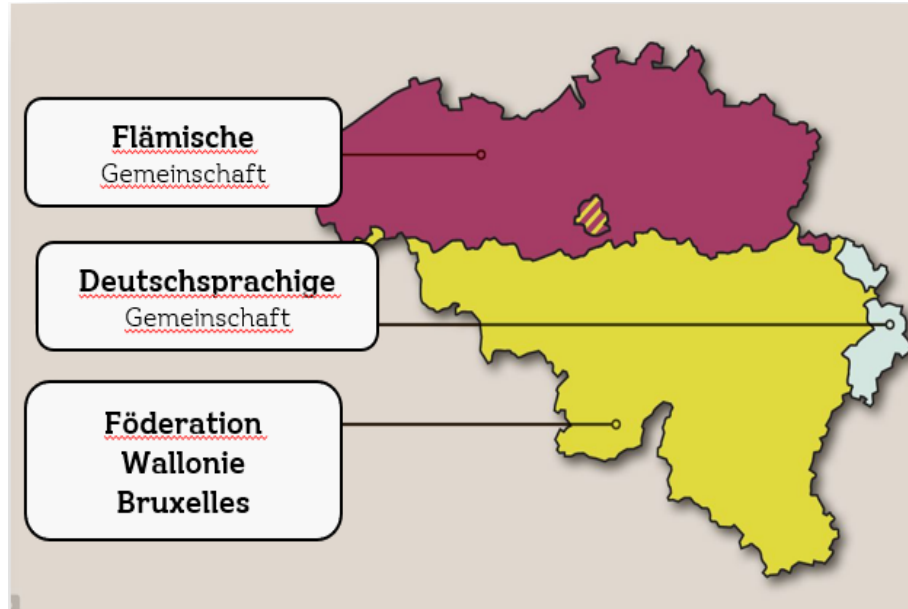 Flämische
Gemeinschaft
Deutschsprachige
Gemeinschaft
Föderation
Wallonie
Bruxelles